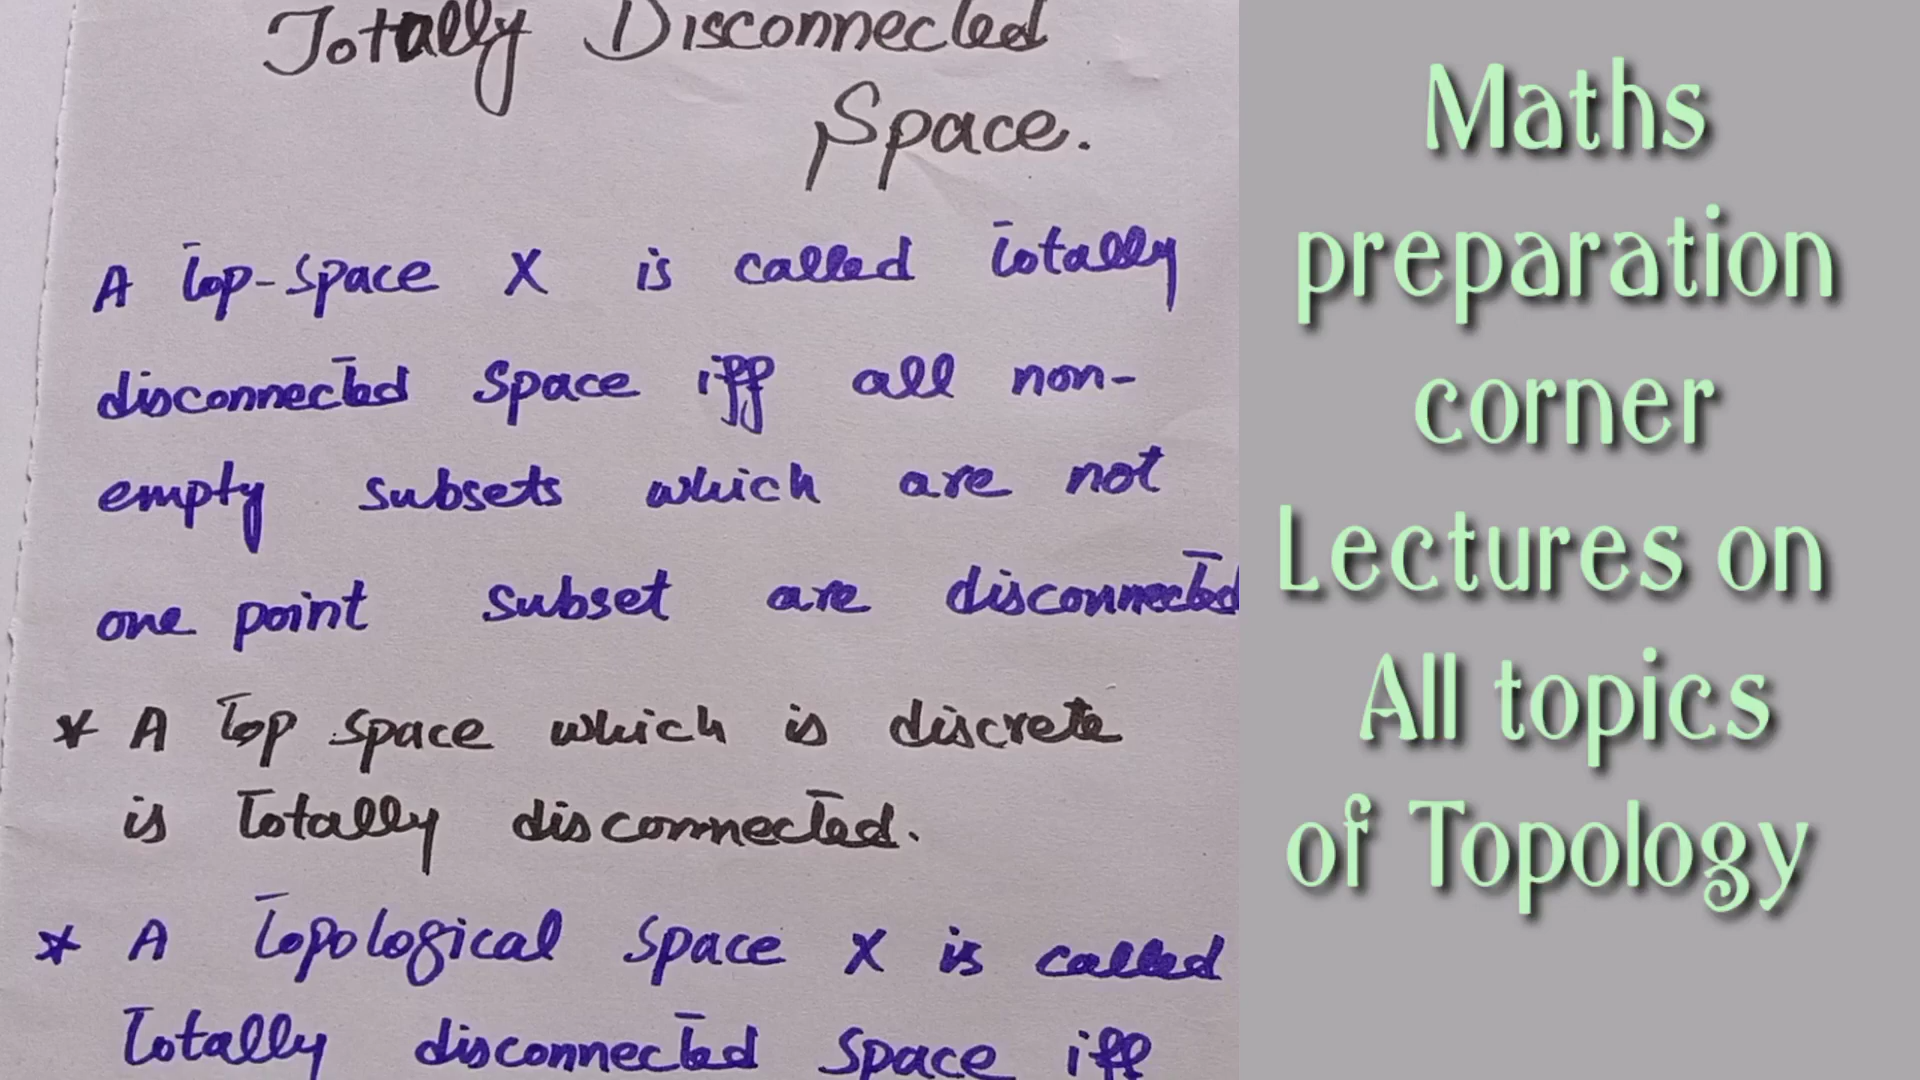 Totally Disconnected
Space.
A Top-space X is called totally
disconnected space iff all non-
empty subsets which are not
one point subset are disconnected
* A Top space which is discrete
is Totally disconnected.
* A Topological space X is called
Totally disconnected space iff
Maths
preparation
corner
Lectures on
All topics
of Topology